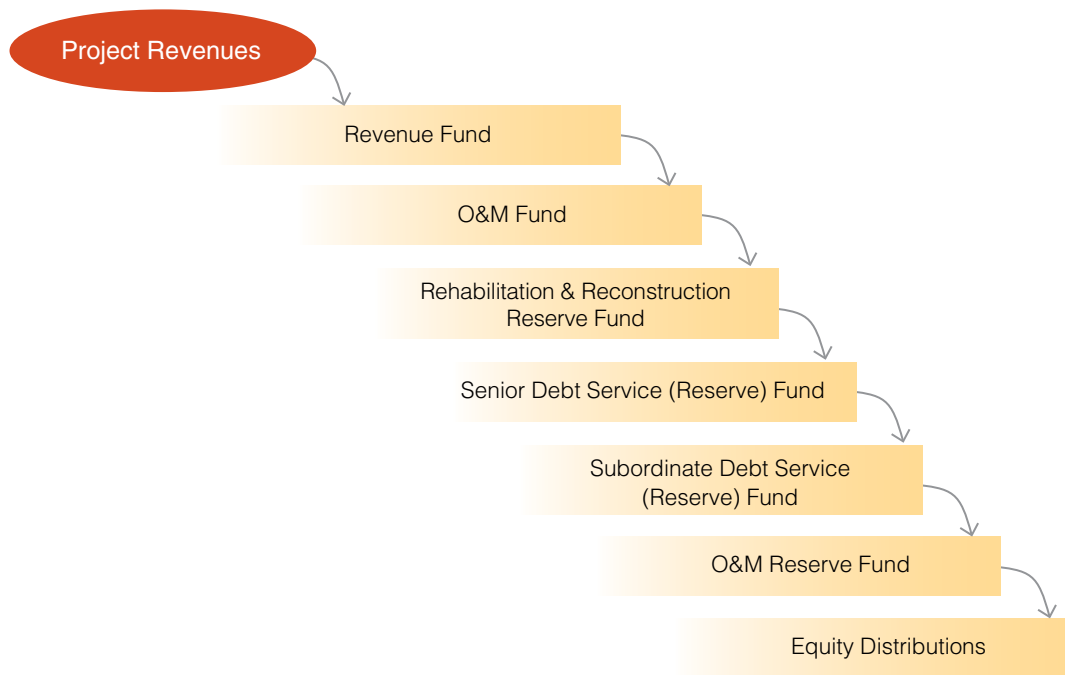 Project Revenues
Revenue Fund
O&M Fund
Rehabilitation & Reconstruction
Reserve Fund
Senior Debt Service (Reserve) Fund
Subordinate Debt Service
(Reserve) Fund
O&M Reserve Fund
Equity Distributions